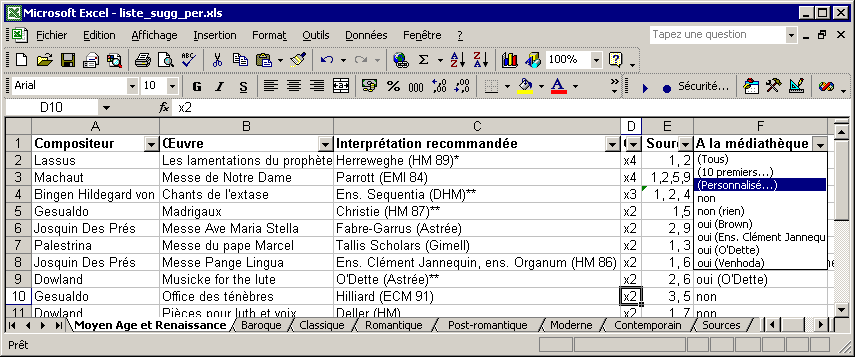 Microsoft Excel - liste_sugg_per.xls
Fichier Edition Affichage Insertion Format Outils Données Fenêtre ? Tapez une question
100%
Arial 10 G I S % 000 Sécurité...
D10 fx x2
A B C D E F
1 Compositeur Œuvre Interprétation recommandée Sourc A la médiathèque
2 Lassus Les lamentations du prophète Herreweghe (HM 89)* x4 1, 2
3 Machaut Messe de Notre Dame Parrott (EMI 84) x4 1,2,5,9
4 Bingen Hildegard von Chants de l'extase Ens. Sequentia (DHM)** x3 1, 2, 4
5 Gesualdo Madrigaux Christie (HM 87)** x2 1,5
6 Josquin Des Prés Messe Ave Maria Stella Fabre-Garrus (Astrée) x2 2, 9
7 Palestrina Messe du pape Marcel Tallis Scholars (Gimell) x2 1, 3
8 Josquin Des Prés Messe Pange Lingua Ens. Clément Jannequin, ens. Organum (HM 86) x2 1, 6
9 Dowland Musicke for the lute O'Dette (Astrée)** x2 2, 6 oui (O'Dette)
10 Gesualdo Office des ténèbres Hilliard (ECM 91) x2 3, 5 non
11 Dowland Pièces pour luth et voix Deller (HM) x2 1, 7 non
(Tous)
(10 premiers...)
(Personnalisé...)
non
non (rien)
oui (Brown)
oui (Ens. Clément Jannequ
oui (O'Dette)
oui (Venhoda)
Moyen Age et Renaissance Baroque Classique Romantique Post-romantique Moderne Contemporain Sources
Prêt